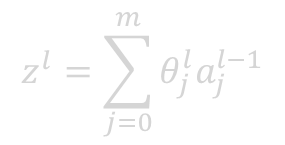 z^l = \sum_{j=0}^{m} \theta_j^l a_j^{l-1}